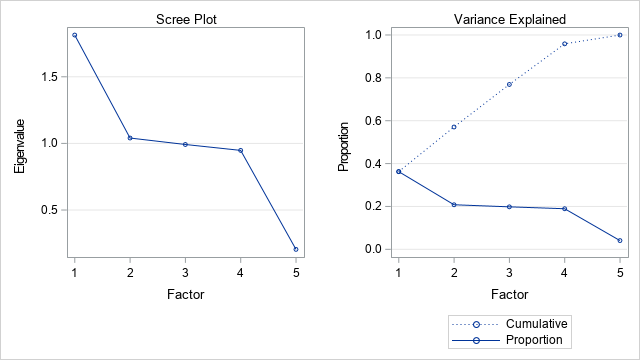 Scree Plot
Eigenvalue
1.5
1.0
0.5
1 2 3 4 5
Factor
Variance Explained
Proportion
1.0
0.8
0.6
0.4
0.2
0.0
1 2 3 4 5
Factor
Cumulative
Proportion